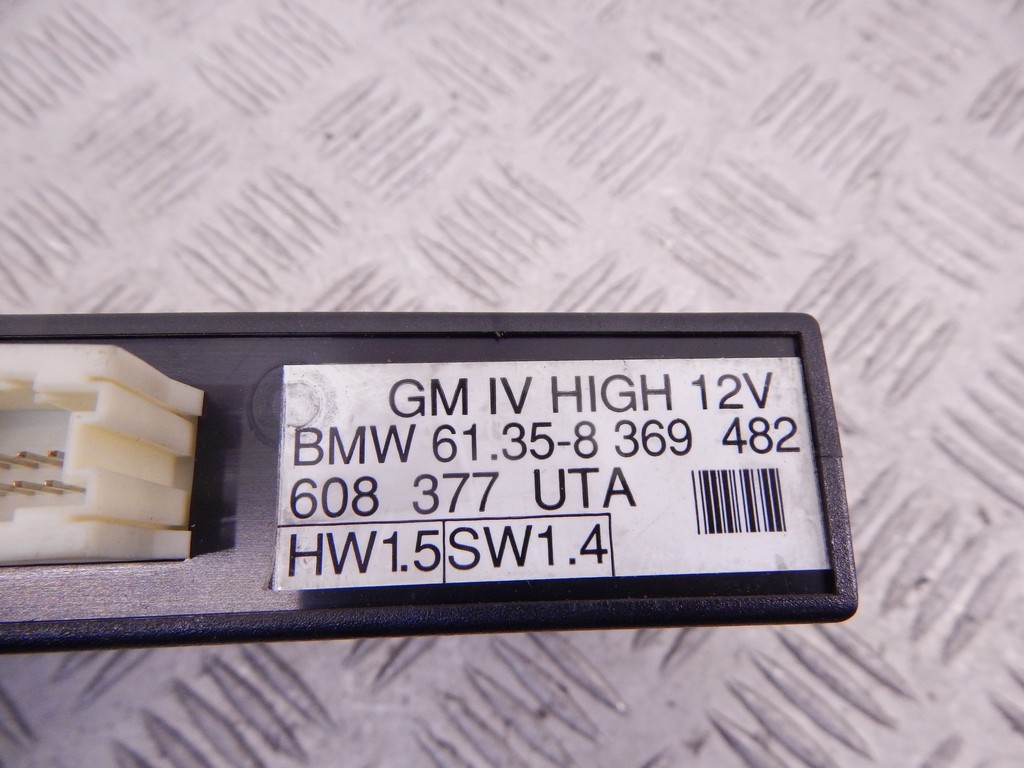 GM IV HIGH 12V
BMW 61.35-8 369 482
608 377 UTA
HW1.5 SW1.4